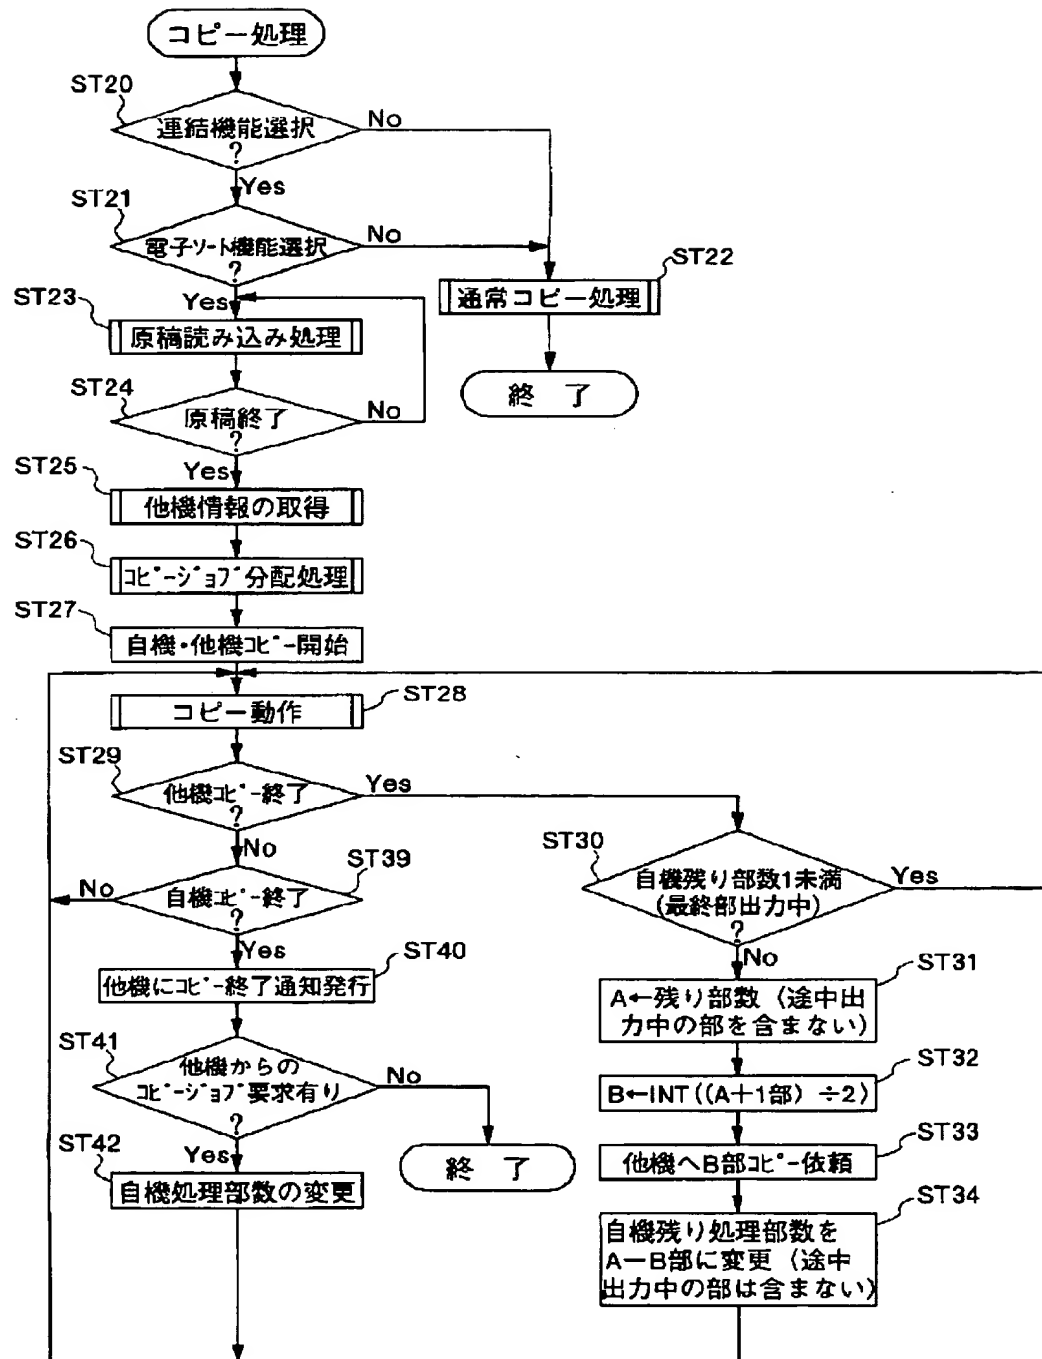 コピー処理
ST20
連結機能選択
?
No
Yes
ST21
電子ソート機能選択
?
No
Yes
ST22
通常コピー処理
終 了
ST23
原稿読み込み処理
ST24
原稿終了
?
No
Yes
ST25
他機情報の取得
ST26
コピージョブ分配処理
ST27
自機・他機コピー開始
ST28
コピー動作
ST29
他機コピー終了
?
Yes
No
ST39
自機コピー終了
?
No
Yes
ST40
他機にコピー終了通知発行
ST41
他機からの
コピージョブ要求有り
?
No
Yes
終 了
ST42
自機処理部数の変更
ST30
自機残り部数1未満
(最終部出力中)
?
Yes
No
ST31
A←残り部数(途中出
力中の部を含まない)
ST32
B←INT((A+1部)÷2)
ST33
他機へB部コピー依頼
ST34
自機残り処理部数を
A−B部に変更(途中
出力中の部は含まない)